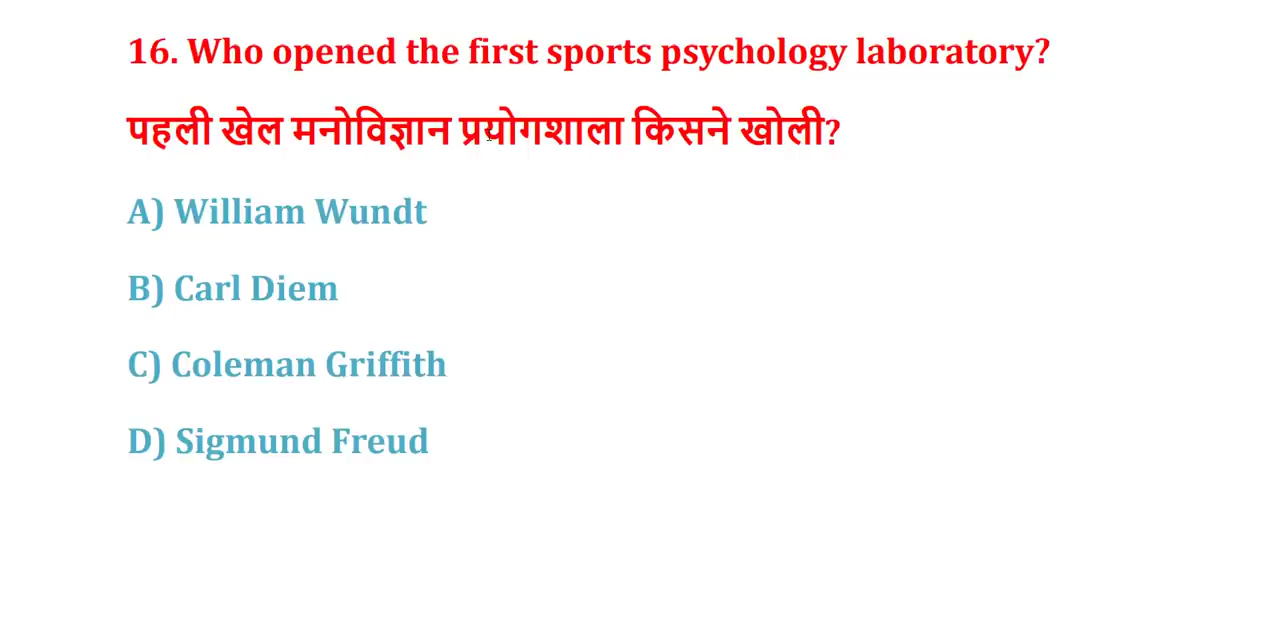 16. Who opened the first sports psychology laboratory?
पहली खेल मनोविज्ञान प्रयोगशाला किसने खोली?
A) William Wundt
B) Carl Diem
C) Coleman Griffith
D) Sigmund Freud